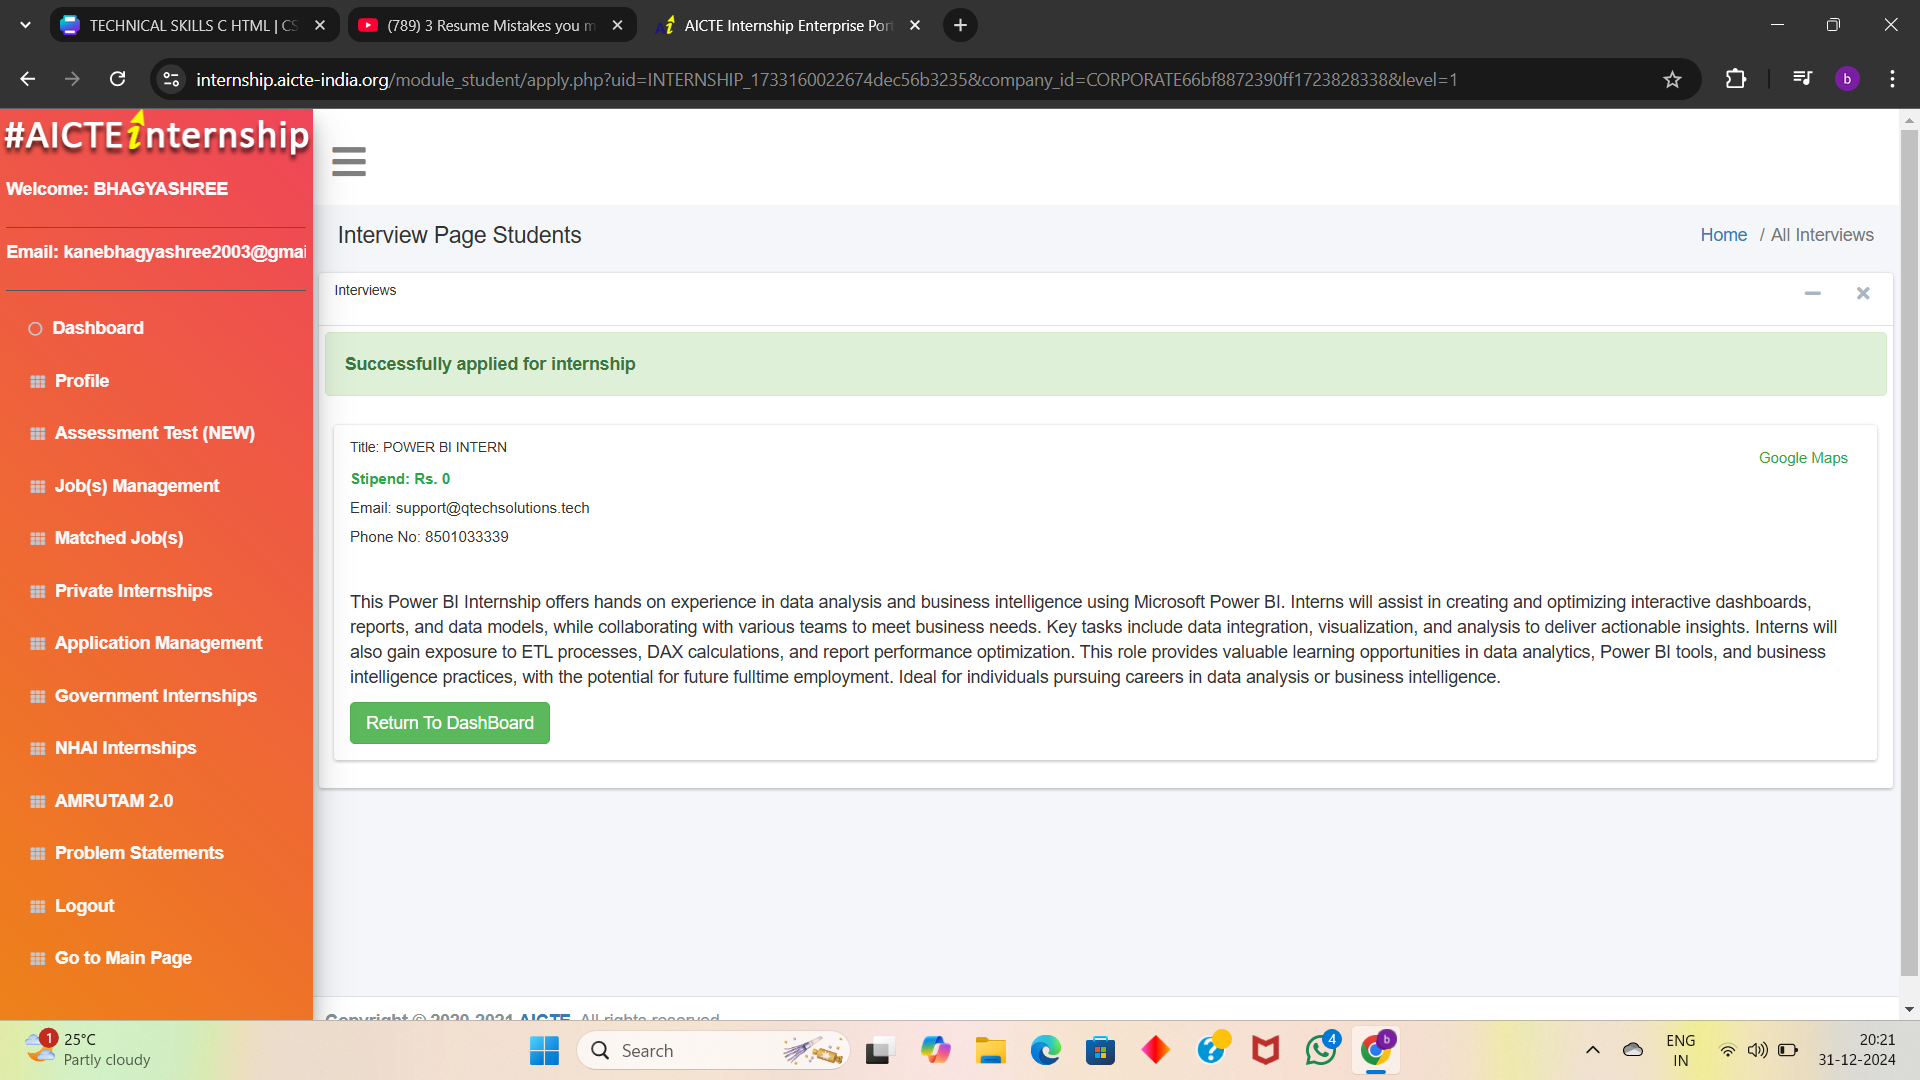 TECHNICAL SKILLS C HTML | CS
(789) 3 Resume Mistakes you m
AICTE Internship Enterprise Por
internship.aicte-india.org/module_student/apply.php?uid=INTERNSHIP_1733160022674dec56b3235&company_id=CORPORATE66bf8872390ff1723828338&level=1
b
#AICTE internship
Welcome: BHAGYASHREE
Email: kanebhagyashree2003@gmai
Dashboard
Profile
Assessment Test (NEW)
Job(s) Management
Matched Job(s)
Private Internships
Application Management
Government Internships
NHAI Internships
AMRUTAM 2.0
Problem Statements
Logout
Go to Main Page
Interview Page Students
Home / All Interviews
Interviews
Successfully applied for internship
Title: POWER BI INTERN
Google Maps
Stipend: Rs. 0
Email: support@qtechsolutions.tech
Phone No: 8501033339
This Power BI Internship offers hands on experience in data analysis and business intelligence using Microsoft Power BI. Interns will assist in creating and optimizing interactive dashboards,
reports, and data models, while collaborating with various teams to meet business needs. Key tasks include data integration, visualization, and analysis to deliver actionable insights. Interns will
also gain exposure to ETL processes, DAX calculations, and report performance optimization. This role provides valuable learning opportunities in data analytics, Power BI tools, and business
intelligence practices, with the potential for future fulltime employment. Ideal for individuals pursuing careers in data analysis or business intelligence.
Return To DashBoard
Copyright © 2020-2021 AICTE. All rights reserved
1
25°C
Partly cloudy
Search
4
b
ENG
IN
20:21
31-12-2024